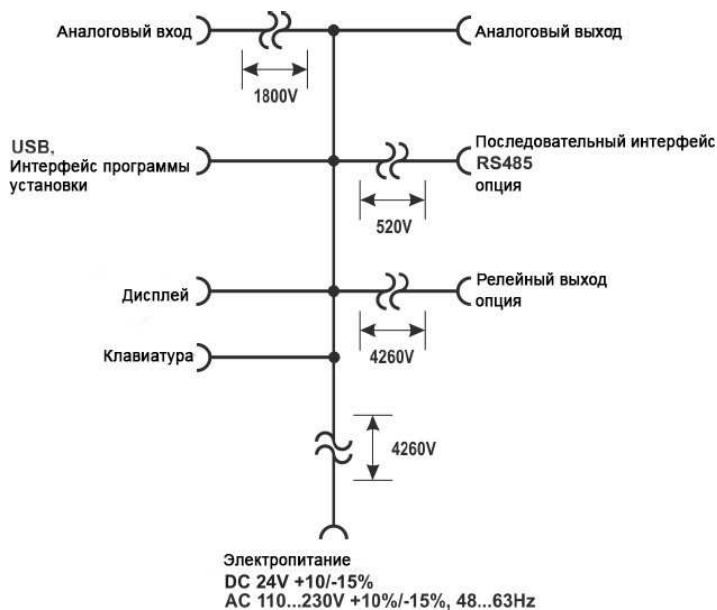 Аналоговый вход
Аналоговый выход
1800V
USB,
Интерфейс программы
установки
Последовательный интерфейс
RS485
опция
520V
Дисплей
Релейный выход
опция
4260V
Клавиатура
4260V
Электропитание
DC 24V +10/-15%
AC 110...230V +10%/-15%, 48...63Hz